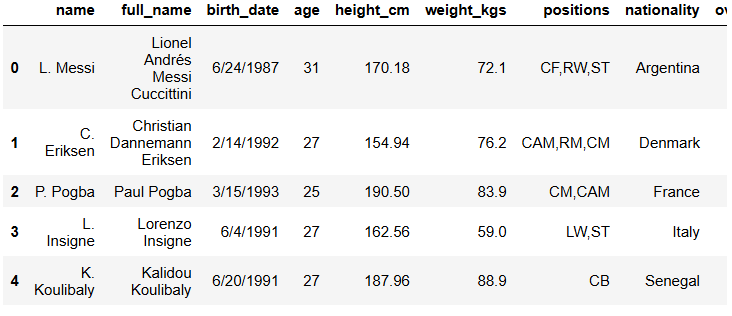 name full_name birth_date age height_cm weight_kgs positions nationality ov
0 L. Messi Lionel Andrés Messi Cuccittini 6/24/1987 31 170.18 72.1 CF,RW,ST Argentina
1 C. Eriksen Christian Dannemann Eriksen 2/14/1992 27 154.94 76.2 CAM,RM,CM Denmark
2 P. Pogba Paul Pogba 3/15/1993 25 190.50 83.9 CM,CAM France
3 L. Insigne Lorenzo Insigne 6/4/1991 27 162.56 59.0 LW,ST Italy
4 K. Koulibaly Kalidou Koulibaly 6/20/1991 27 187.96 88.9 CB Senegal